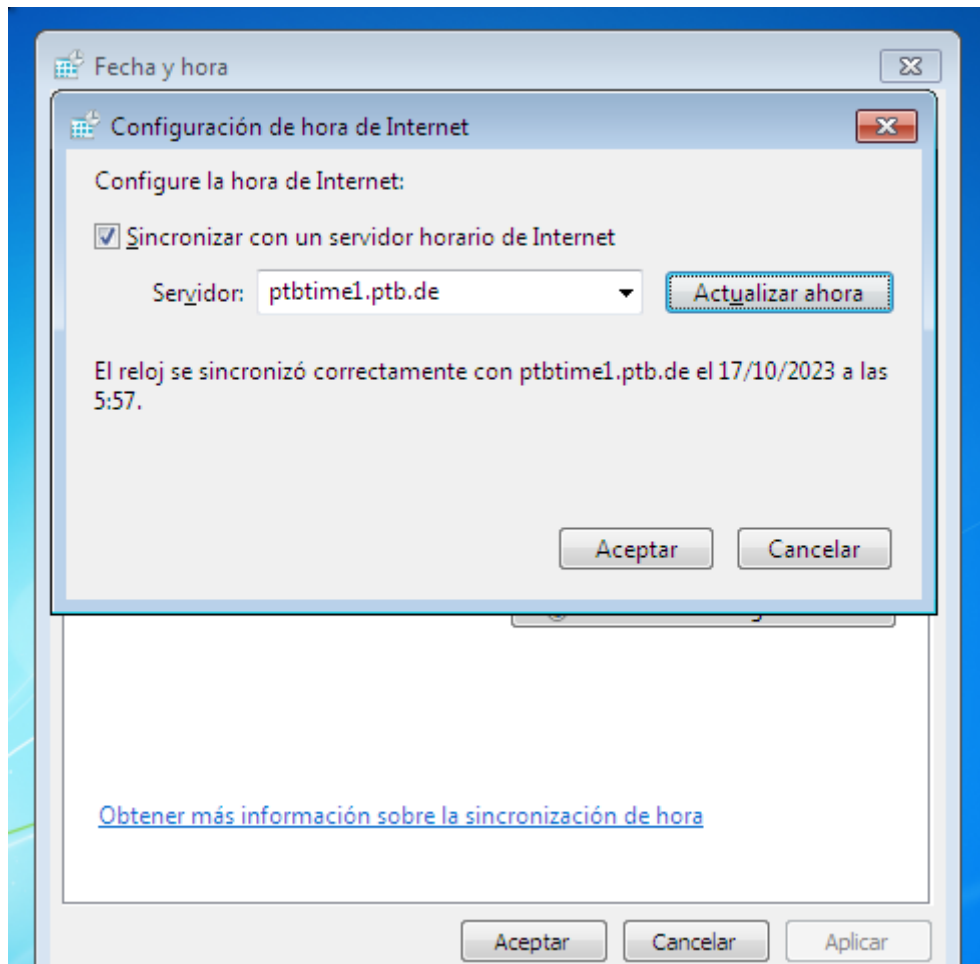 Fecha y hora
Configuración de hora de Internet
Configure la hora de Internet:
Sincronizar con un servidor horario de Internet
Servidor: ptbtime1.ptb.de Actualizar ahora
El reloj se sincronizó correctamente con ptbtime1.ptb.de el 17/10/2023 a las
5:57.
Aceptar Cancelar
Obtener más información sobre la sincronización de hora
Aceptar Cancelar Aplicar